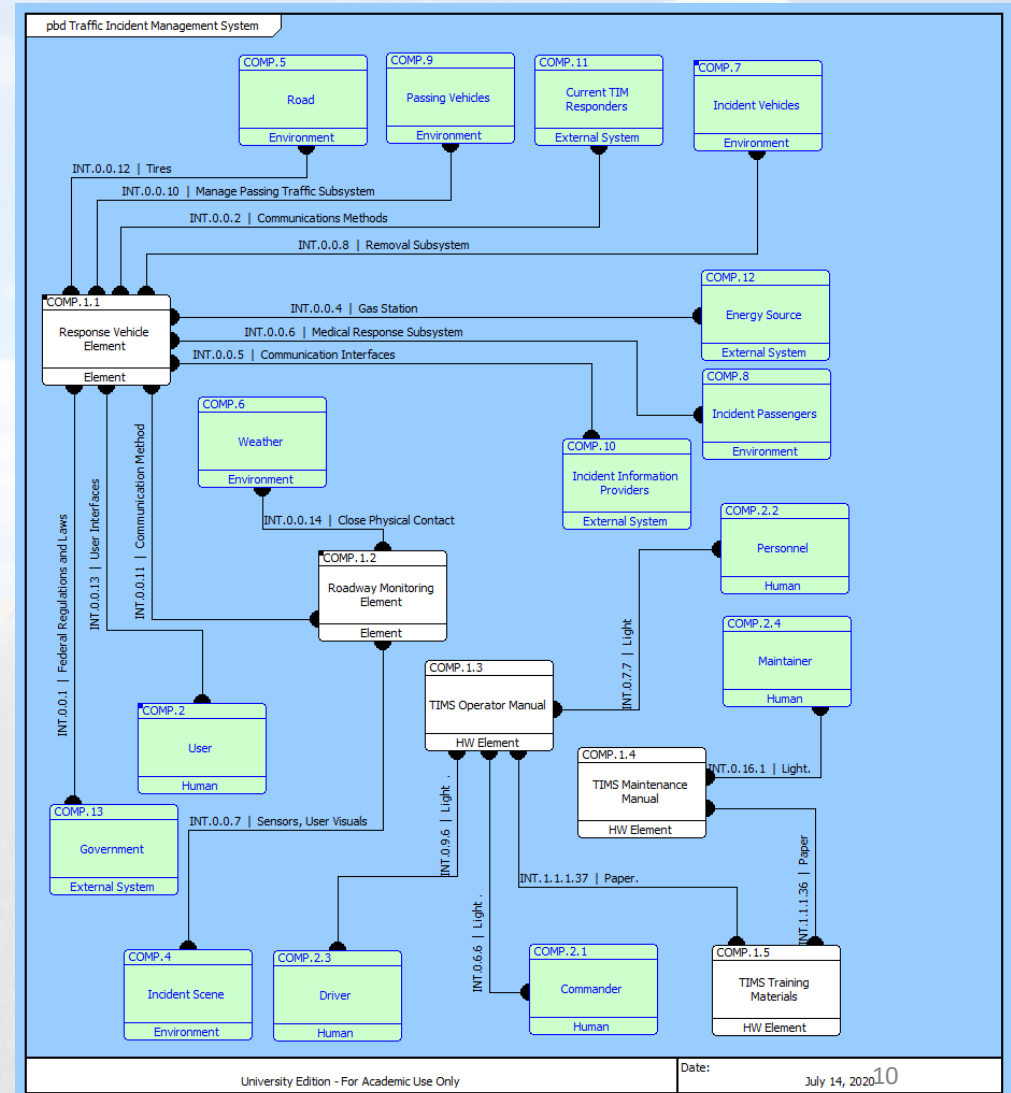 pbd Traffic Incident Management System
COMP.5
Road
Environment
COMP.9
Passing Vehicles
Environment
COMP.11
Current TIM
Responders
External System
COMP.7
Incident Vehicles
Environment
INT.0.0.12 | Tires
INT.0.0.10 | Manage Passing Traffic Subsystem
INT.0.0.2 | Communications Methods
INT.0.0.8 | Removal Subsystem
COMP.1.1
Response Vehicle
Element
Element
INT.0.0.4 | Gas Station
INT.0.0.6 | Medical Response Subsystem
INT.0.0.5 | Communication Interfaces
COMP.12
Energy Source
External System
COMP.8
Incident Passengers
Environment
COMP.6
Weather
Environment
COMP.10
Incident Information
Providers
External System
INT.0.0.1 | Federal Regulations and Laws
INT.0.0.13 | User Interfaces
INT.0.0.11 | Communication Method
INT.0.0.14 | Close Physical Contact
COMP.2.2
Personnel
Human
COMP.1.2
Roadway Monitoring
Element
Element
COMP.2.4
Maintainer
Human
INT.0.7.7 | Light
COMP.1.3
TIMS Operator Manual
HW Element
COMP.2
User
Human
COMP.1.4
TIMS Maintenance
Manual
HW Element
INT.0.16.1 | Light.
COMP.13
Government
External System
INT.0.0.7 | Sensors, User Visuals
INT.0.9.6 | Light .
INT.0.6.6 | Light .
INT.1.1.1.37 | Paper.
INT.1.1.1.36 | Paper
COMP.4
Incident Scene
Environment
COMP.2.3
Driver
Human
COMP.2.1
Commander
Human
COMP.1.5
TIMS Training
Materials
HW Element
University Edition - For Academic Use Only
Date:
July 14, 2020
10